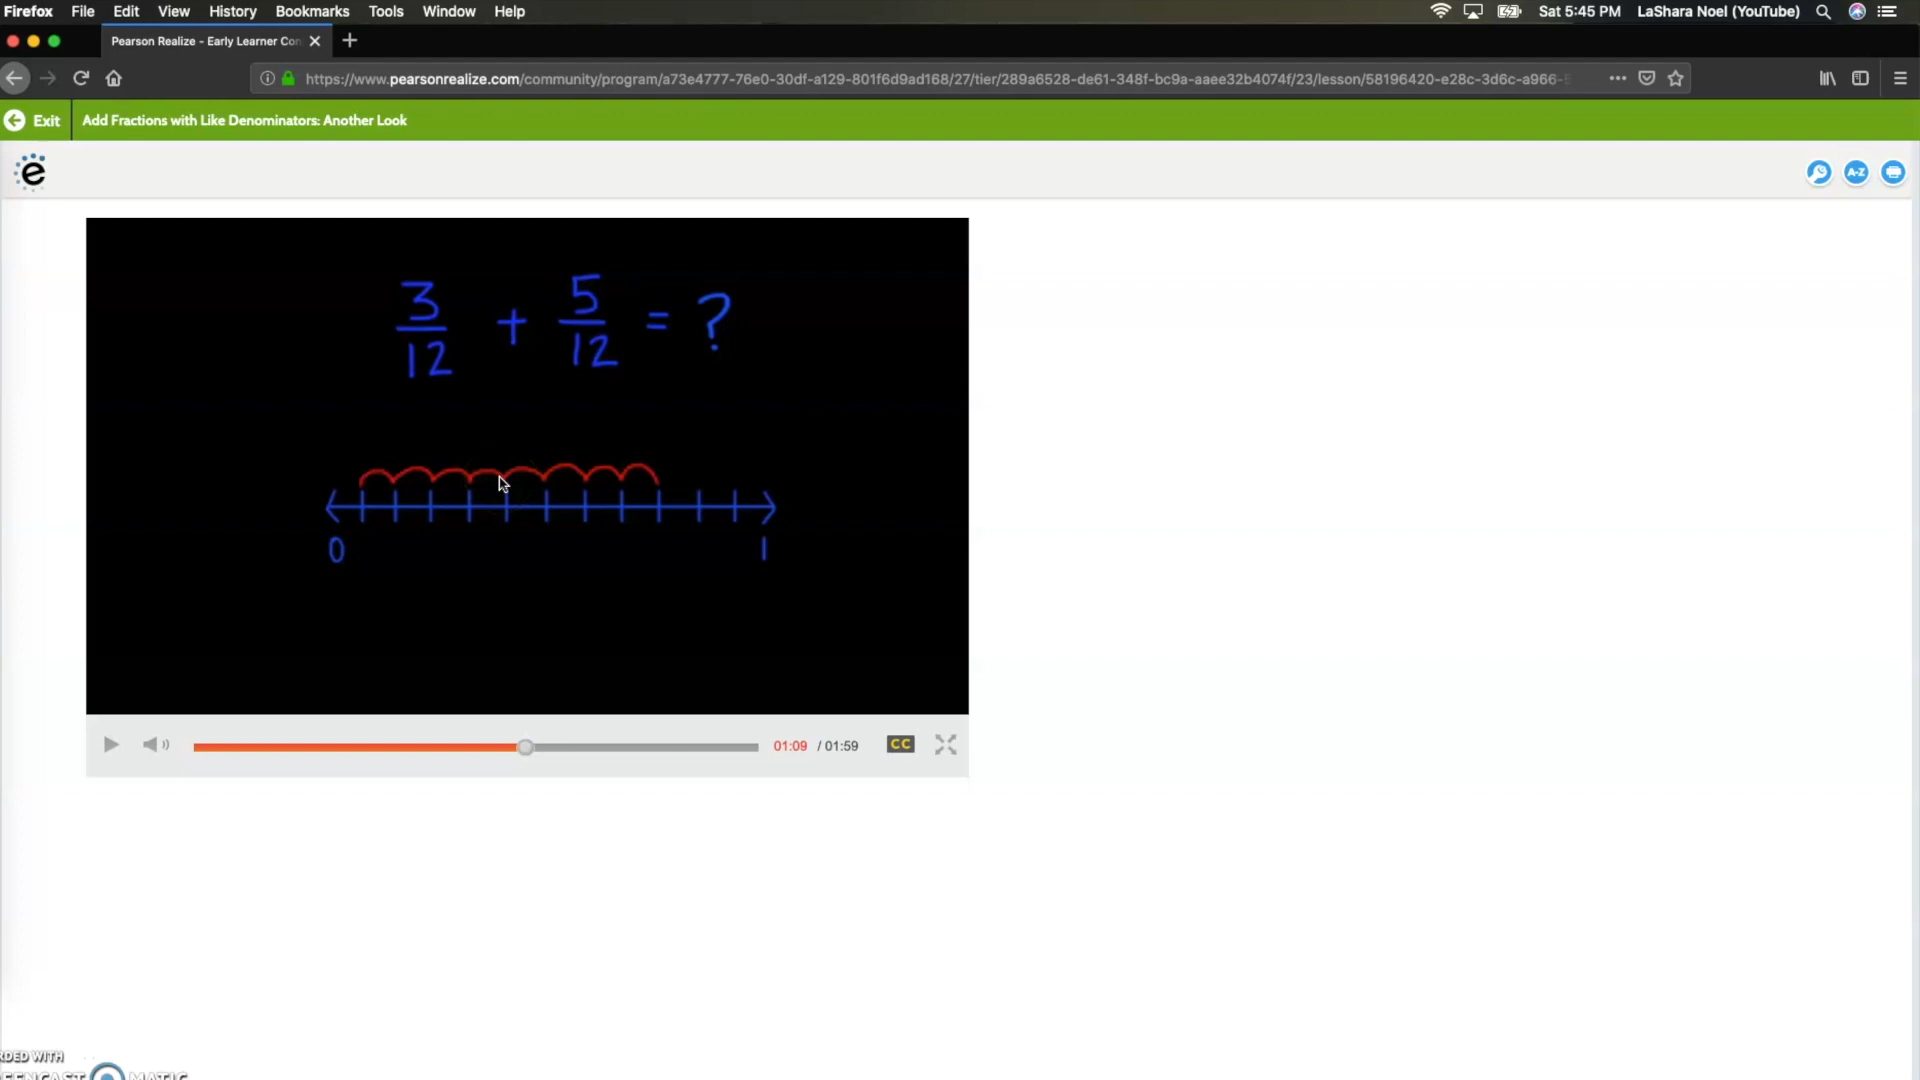 Firefox File Edit View History Bookmarks Tools Window Help Sat 5:45 PM LaShara Noel (YouTube)
Pearson Realize - Early Learner Con
https://www.pearsonrealize.com/community/program/a73e4777-76e0-30df-a129-801f6d9ad168/27/tier/289a6528-de61-348f-bc9a-aaee32b4074f/23/lesson/58196420-e28c-3d6c-a966-
Exit Add Fractions with Like Denominators: Another Look
e A-Z
3/12 + 5/12 = ?
0 1
01:09 / 01:59 CC
RDED WITH
MATIC